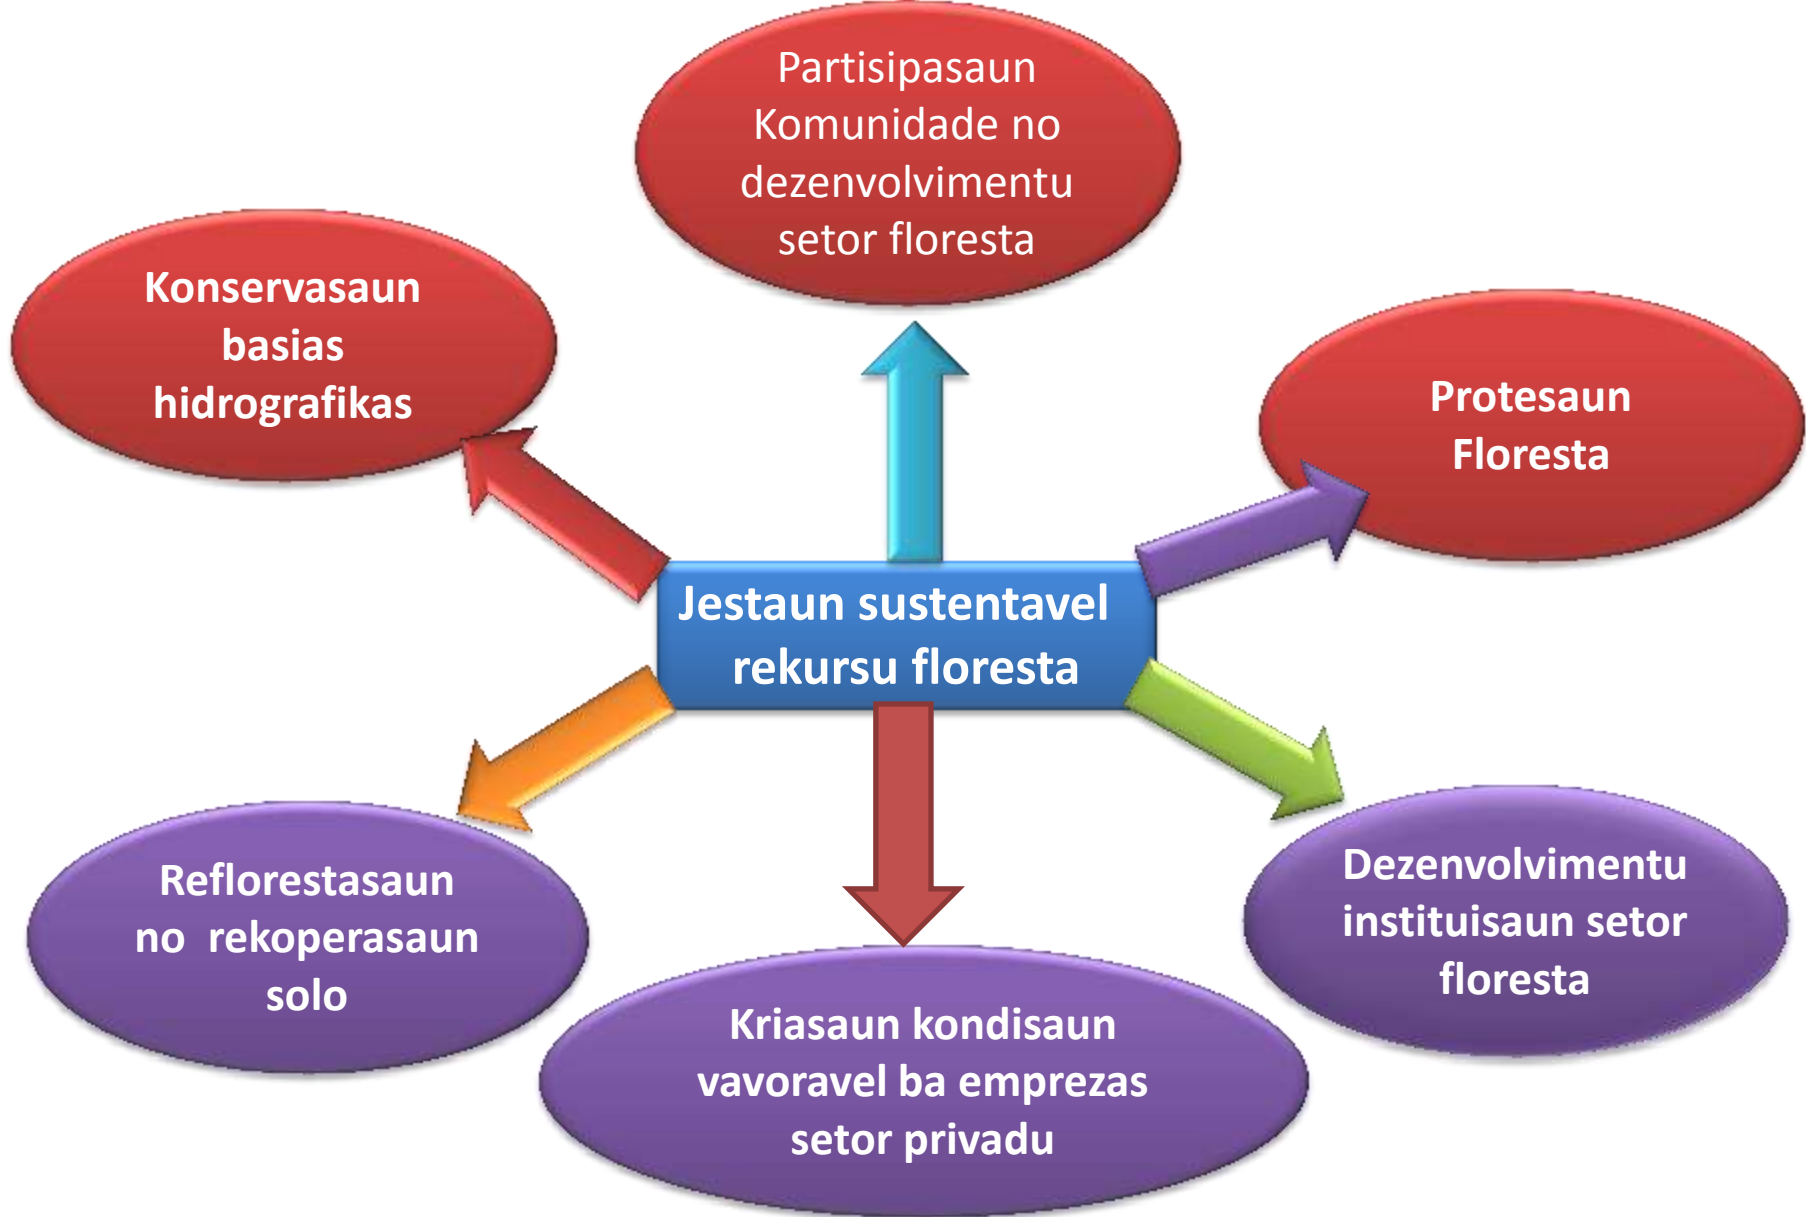 Partisipasaun
Komunidade no
dezenvolvimentu
setor floresta
Konservasaun
basias
hidrografikas
Protesaun
Floresta
Jestaun sustentavel
rekursu floresta
Reflorestasaun
no rekoperasaun
solo
Kriasaun kondisaun
vavoravel ba emprezas
setor privadu
Dezenvolvimentu
instituisaun setor
floresta